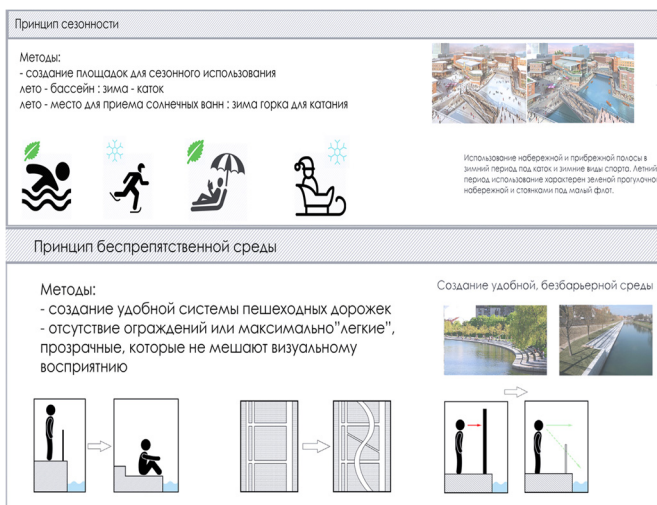 Принцип сезонности
Методы:
- создание площадок для сезонного использования
лето - бассейн : зима - каток
лето - место для приема солнечных ванн : зима горка для катания
Использование набережной и прибрежной полосы в
зимний период под каток и зимние виды спорта. Летний
период использование характерен зеленой прогулочной
набережной и стоянками под малый флот.
Принцип беспрепятственной среды
Методы:
- создание удобной системы пешеходных дорожек
- отсутствие ограждений или максимально"легкие",
прозрачные, которые не мешают визуальному
восприятнию
Создание удобной, безбарьерной среды